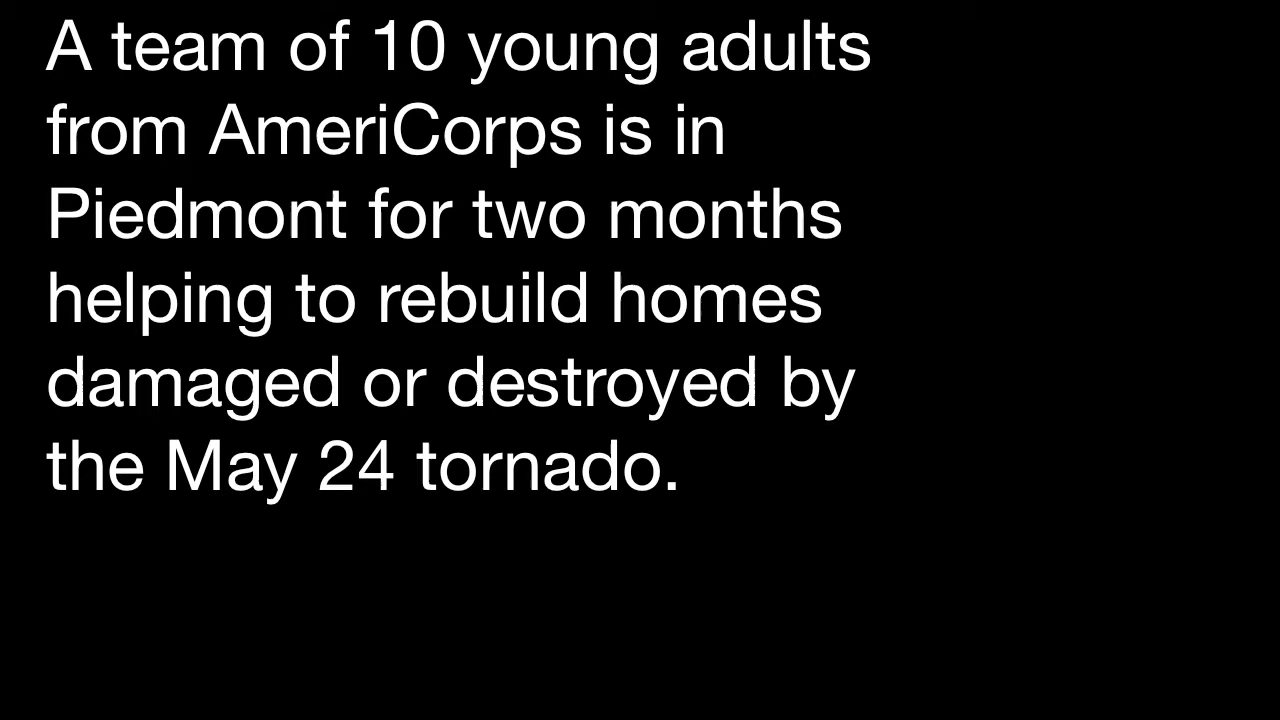 A team of 10 young adults
from AmeriCorps is in
Piedmont for two months
helping to rebuild homes
damaged or destroyed by
the May 24 tornado.